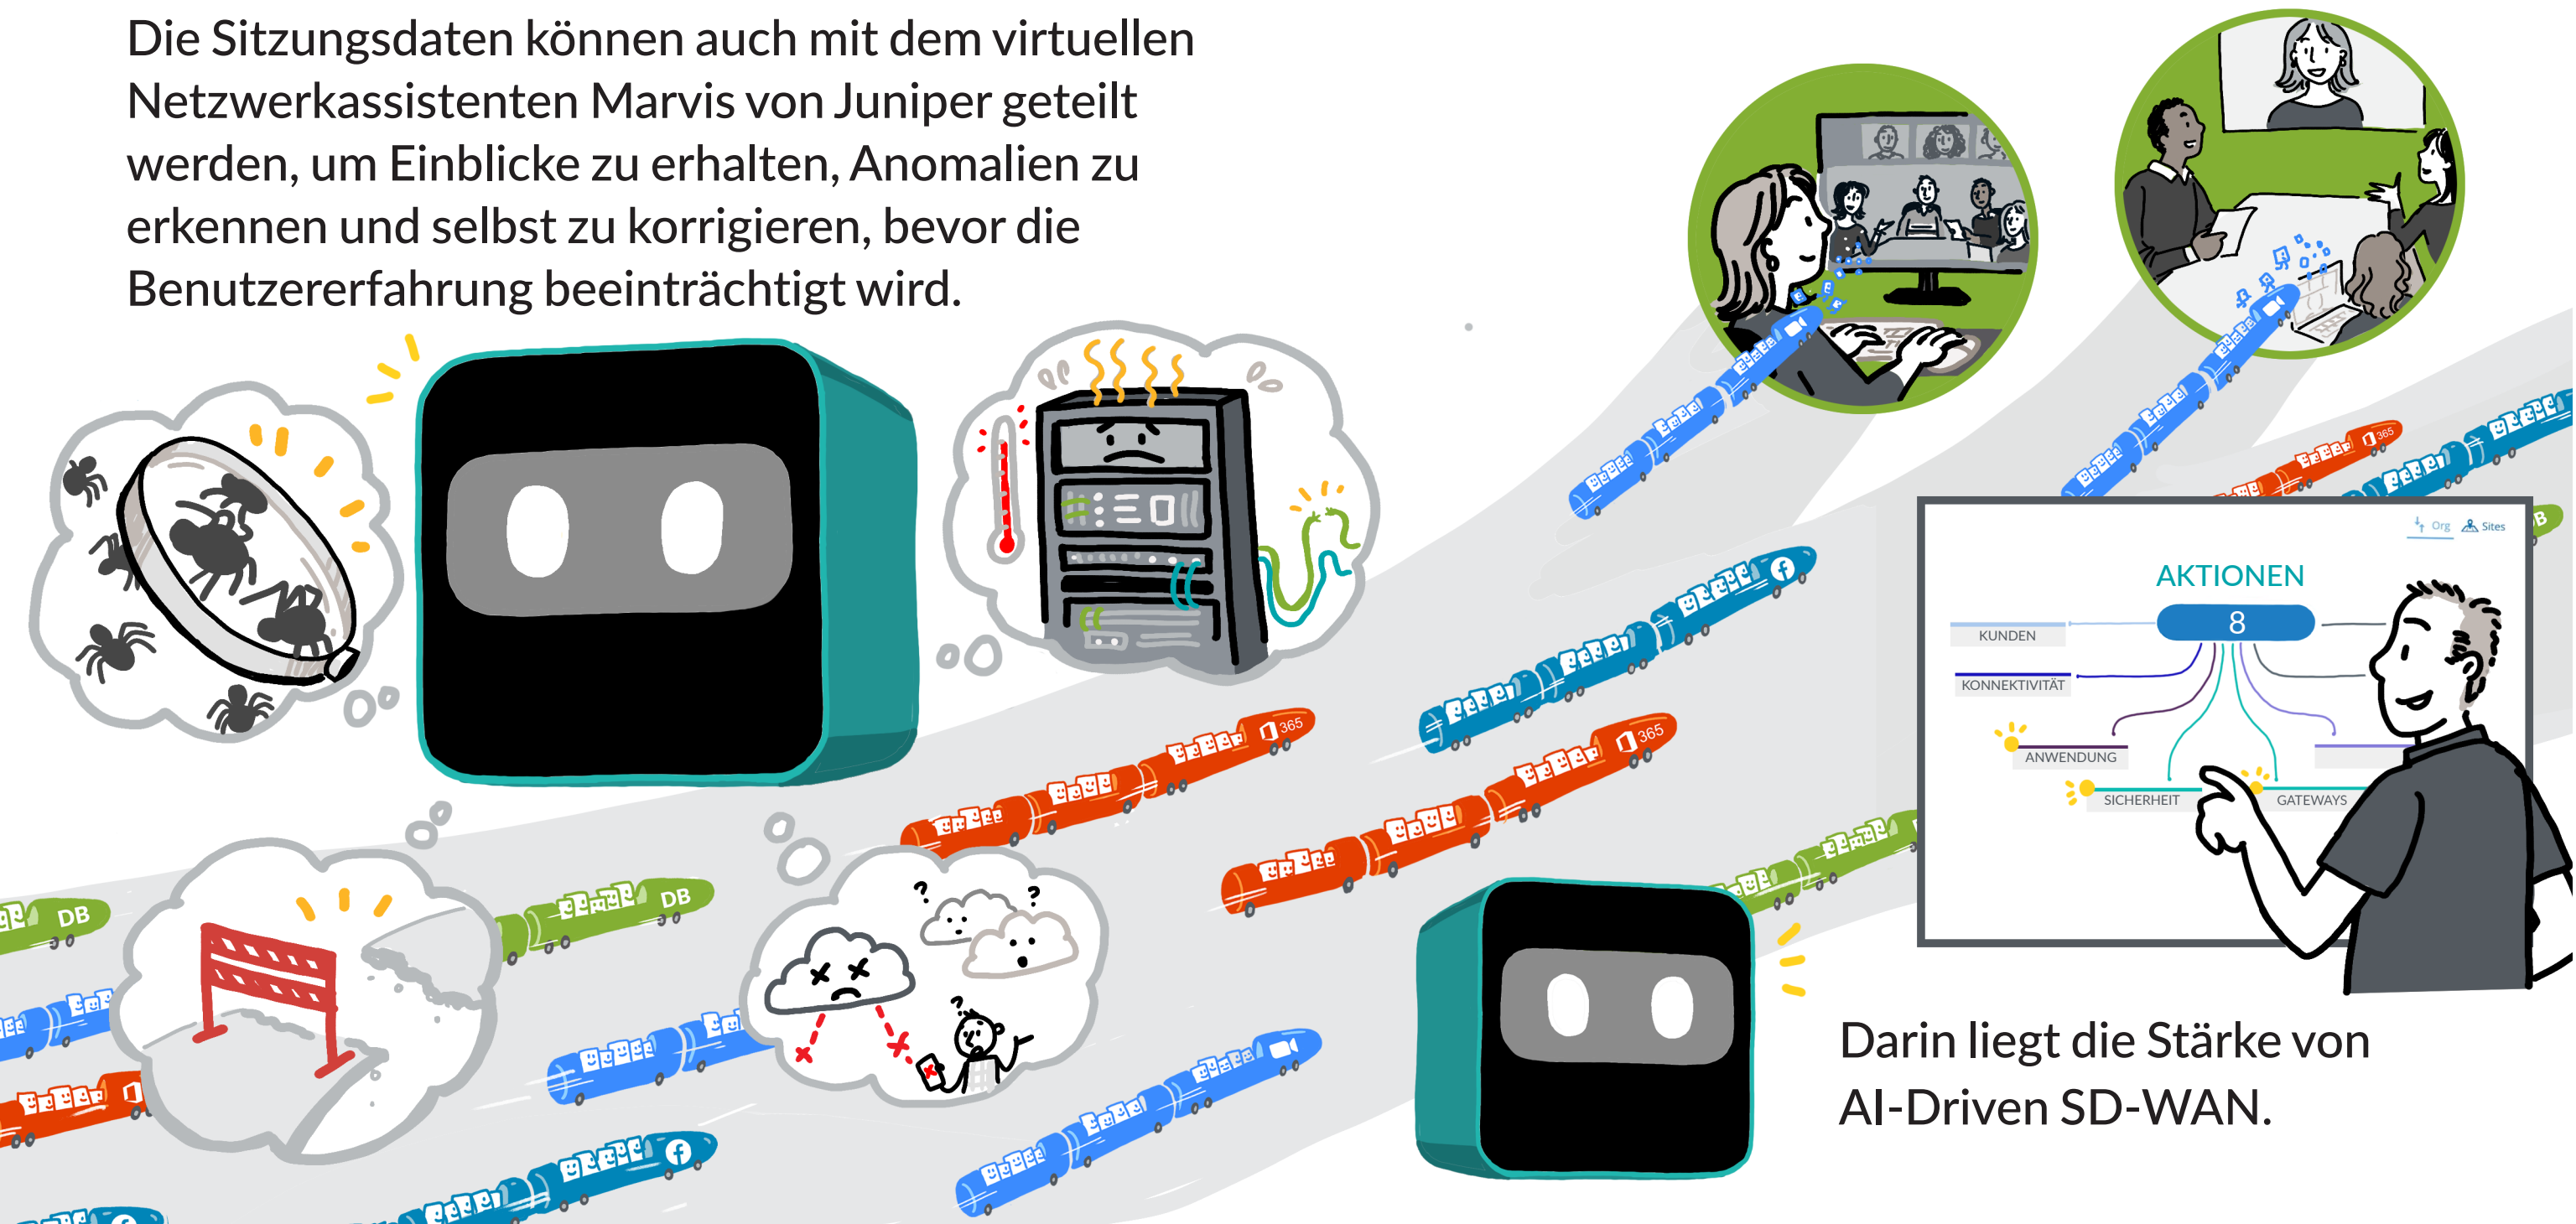 Die Sitzungsdaten können auch mit dem virtuellen
Netzwerkassistenten Marvis von Juniper geteilt
werden, um Einblicke zu erhalten, Anomalien zu
erkennen und selbst zu korrigieren, bevor die
Benutzererfahrung beeinträchtigt wird.
365
Org Sites
B
AKTIONEN
8
KUNDEN
KONNEKTIVITÄT
ANWENDUNG
SICHERHEIT
GATEWAYS
365
365
DB
DB
?
?
?
Darin liegt die Stärke von
AI-Driven SD-WAN.